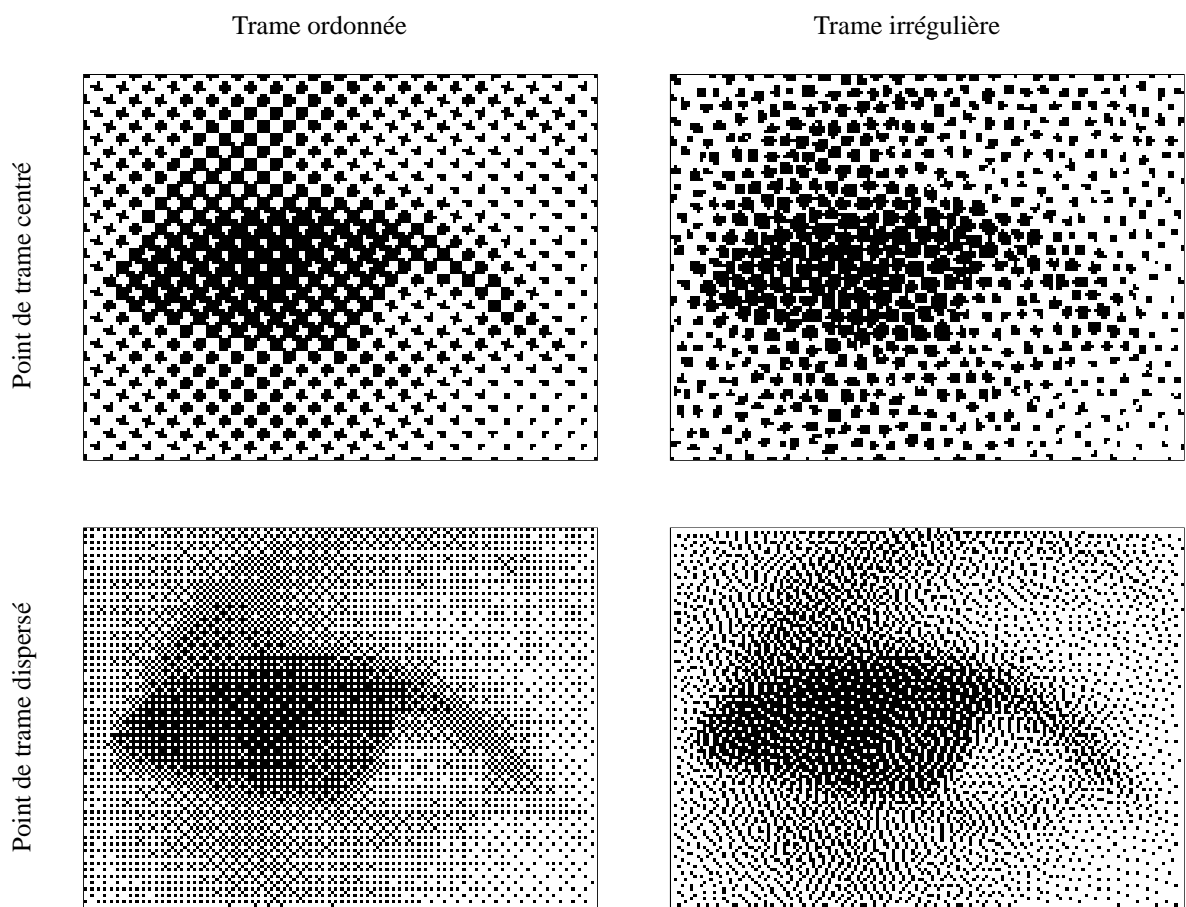 Trame ordonnée
Trame irrégulière
Point de trame centré
Point de trame dispersé